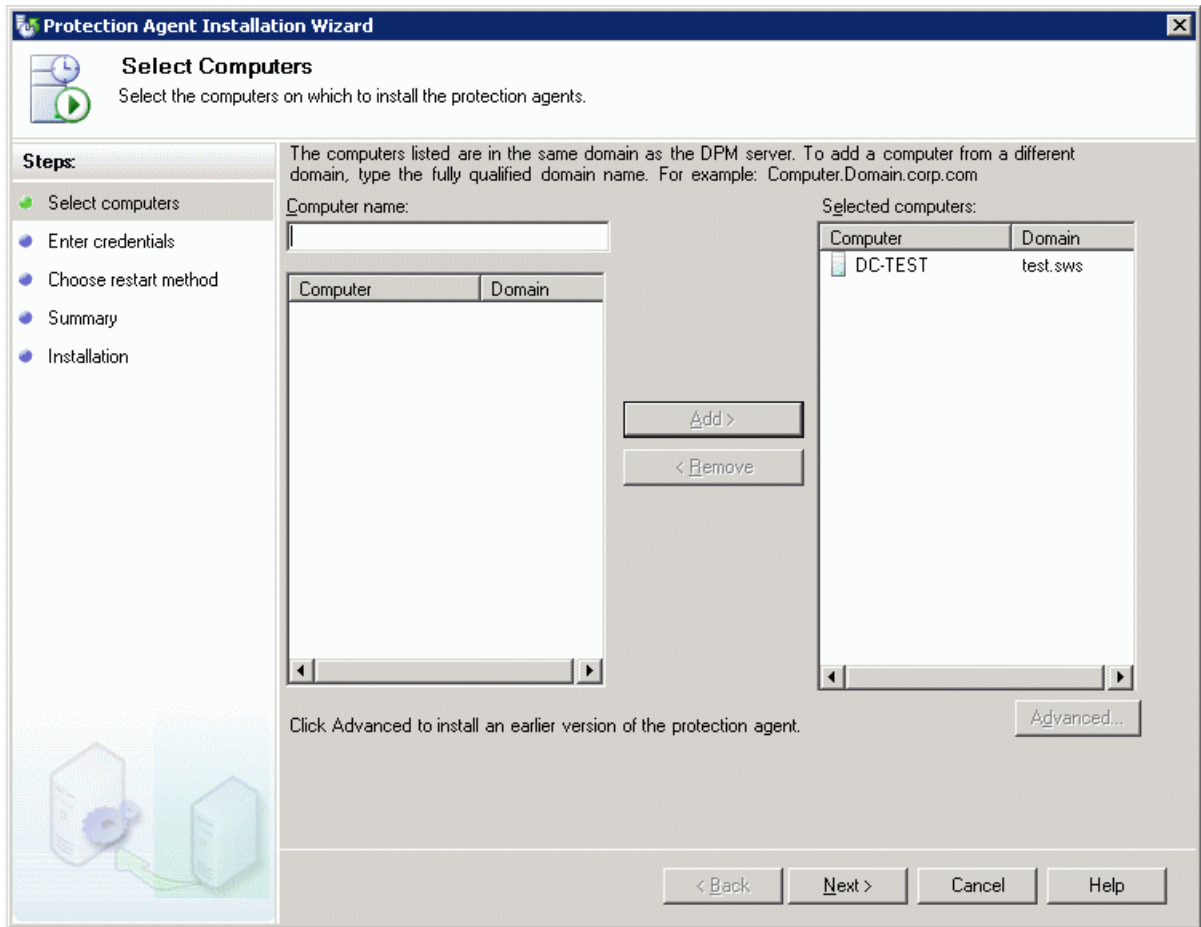 Protection Agent Installation Wizard
Select Computers
Select the computers on which to install the protection agents.
Steps:
Select computers
Enter credentials
Choose restart method
Summary
Installation
The computers listed are in the same domain as the DPM server. To add a computer from a different
domain, type the fully qualified domain name. For example: Computer.Domain.corp.com
Computer name:
Computer Domain
Add >
< Remove
Selected computers:
Computer Domain
DC-TEST test.sws
Click Advanced to install an earlier version of the protection agent.
Advanced...
< Back Next > Cancel Help